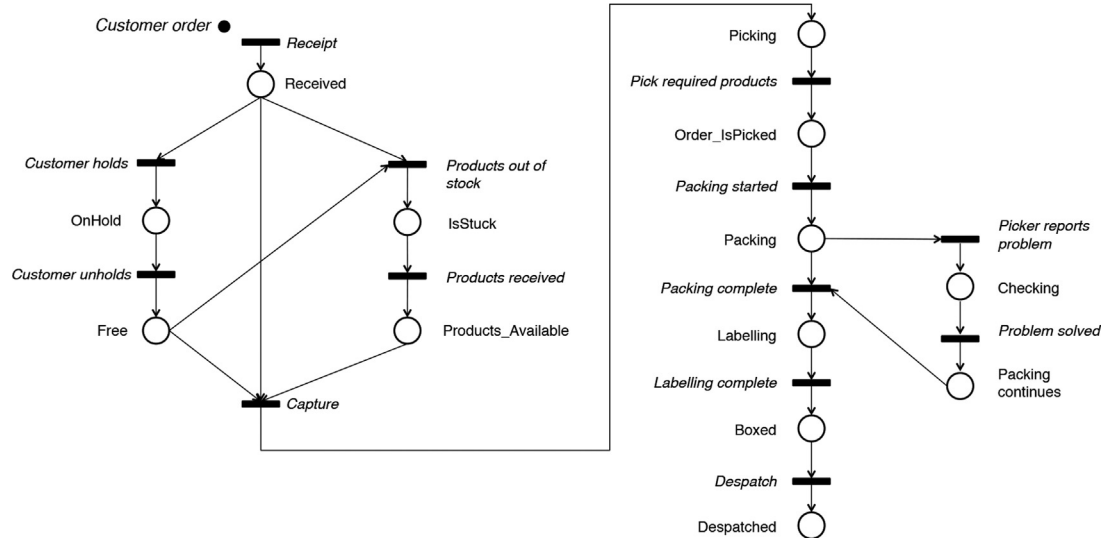 Customer order
Receipt
Received
Customer holds
Products out of
stock
OnHold
IsStuck
Customer unholds
Products received
Free
Products_Available
Capture
Picking
Pick required products
Order_IsPicked
Packing started
Packing
Picker reports
problem
Packing complete
Checking
Labelling
Problem solved
Labelling complete
Packing
continues
Boxed
Despatch
Despatched